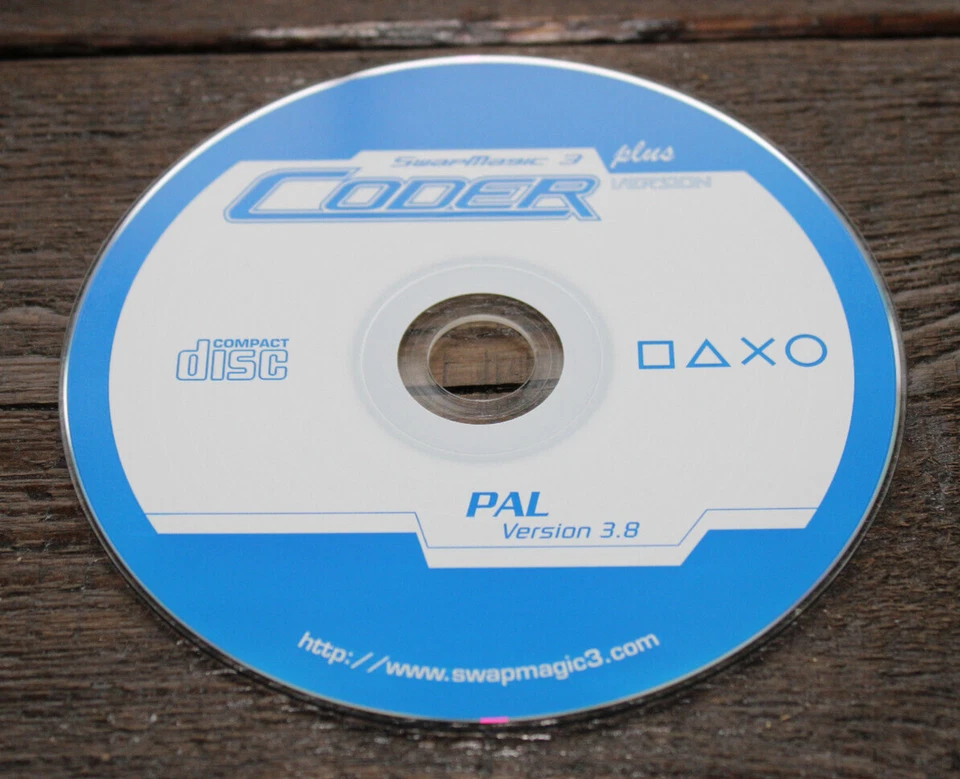 SwapMagic 3 plus
CODER VERSION
COMPACT
disc
PAL
Version 3.8
http://www.swapmagic3.com